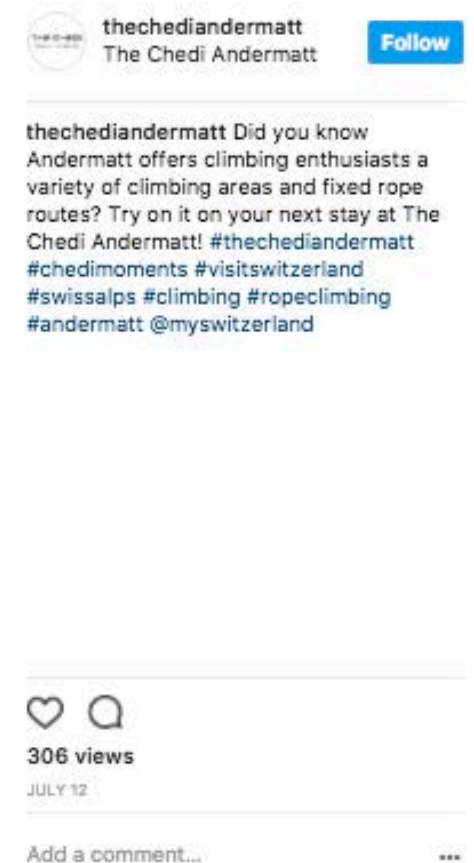 thechediandermatt
The Chedi Andermatt
Follow
thechediandermatt Did you know
Andermatt offers climbing enthusiasts a
variety of climbing areas and fixed rope
routes? Try on it on your next stay at The
Chedi Andermatt! #thechediandermatt
#chedimoments #visitswitzerland
#swissalps #climbing #ropeclimbing
#andermatt @myswitzerland
306 views
JULY 12
Add a comment...